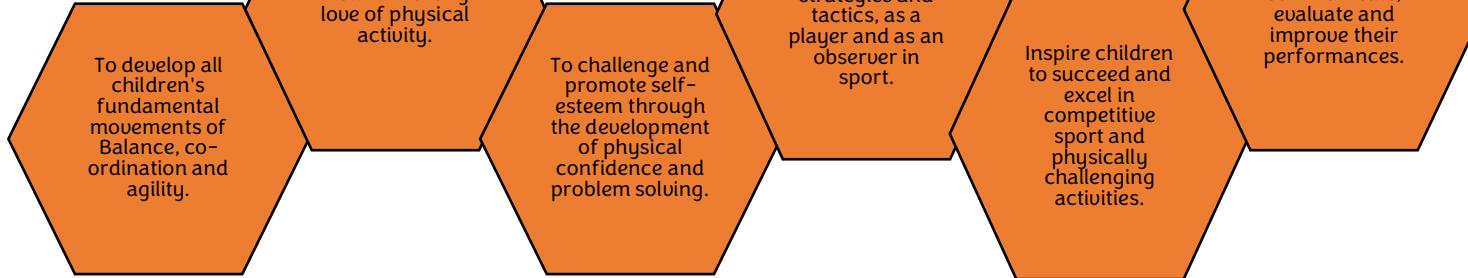 To develop all
children's
fundamental
movements of
Balance, co-
ordination and
agility.
love of physical
activity.
To challenge and
promote self-
esteem through
the development
of physical
confidence and
problem solving.
tactics, as a
player and as an
observer in
sport.
Inspire children
to succeed and
excel in
competitive
sport and
physically
challenging
activities.
evaluate and
improve their
performances.